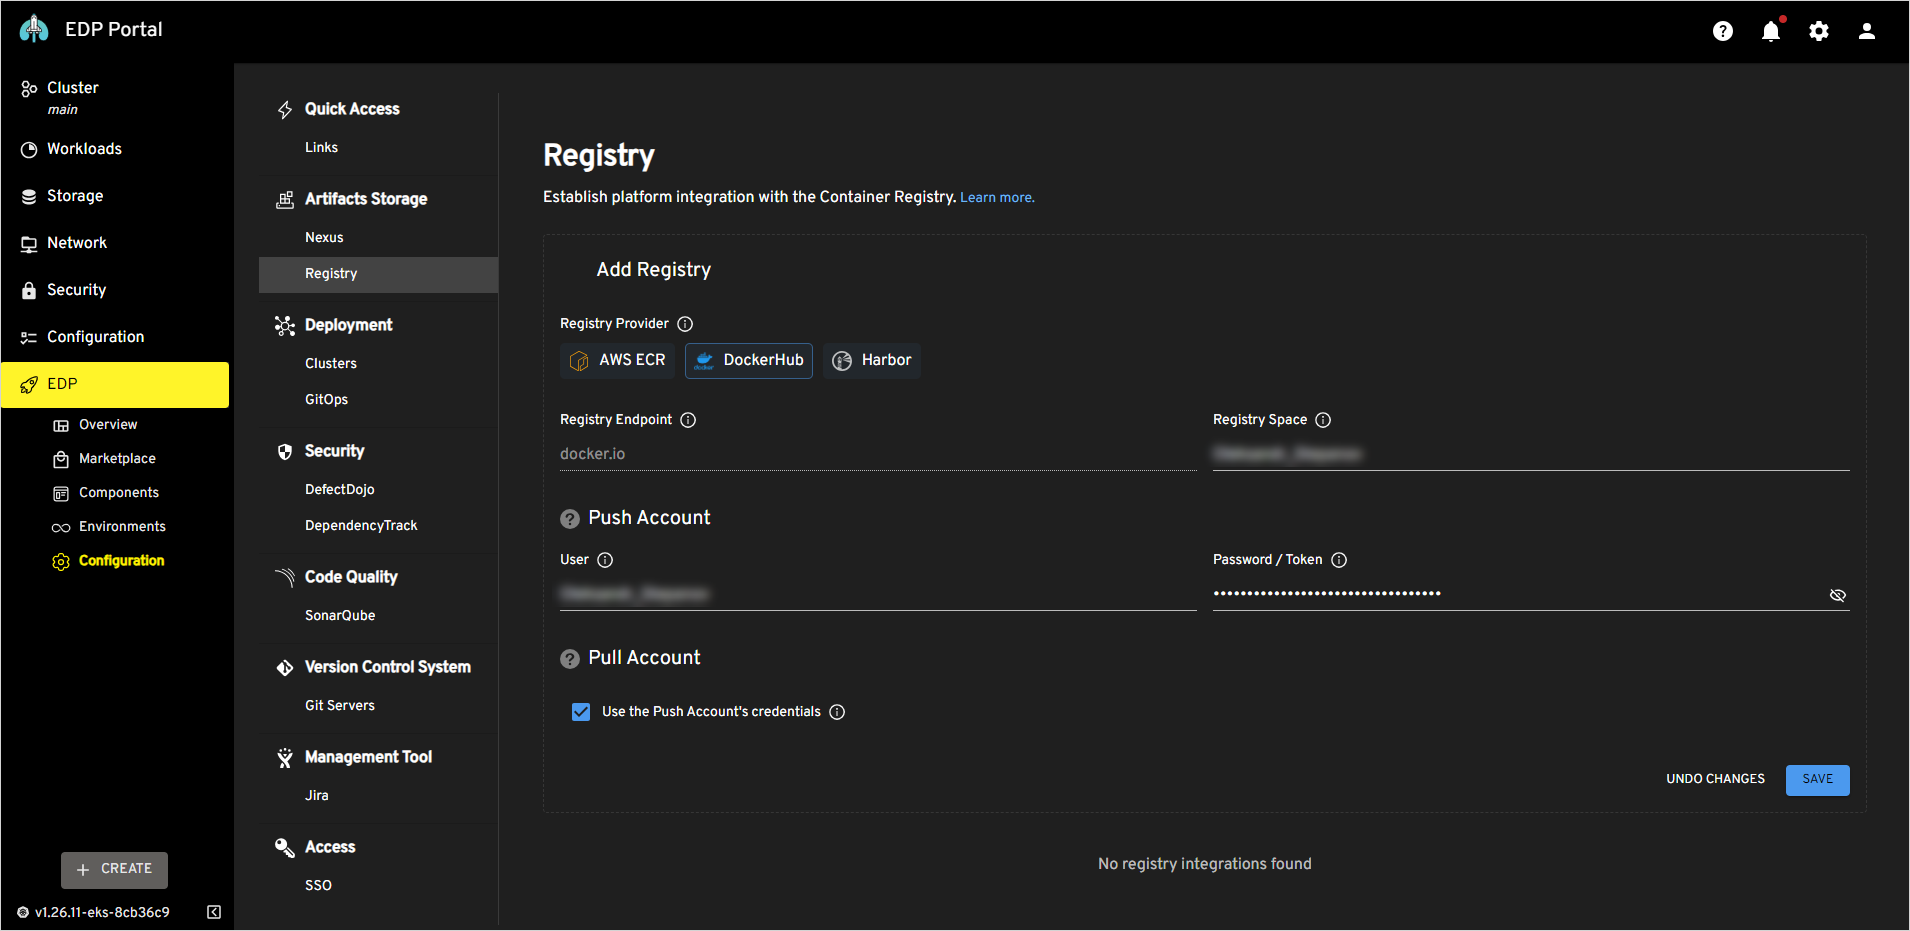 EDP Portal
Cluster
main
Workloads
Storage
Network
Security
Configuration
EDP
Overview
Marketplace
Components
Environments
Configuration
+ CREATE
v1.26.11-eks-8cb36c9
Quick Access
Links
Artifacts Storage
Nexus
Registry
Deployment
Clusters
GitOps
Security
DefectDojo
DependencyTrack
Code Quality
SonarQube
Version Control System
Git Servers
Management Tool
Jira
Access
SSO
Registry
Establish platform integration with the Container Registry. Learn more.
Add Registry
Registry Provider
AWS ECR
docker DockerHub
Harbor
Registry Endpoint
docker.io
Registry Space
Push Account
User
Password / Token
••••••••••••••••••••••••••••••••••
Pull Account
Use the Push Account's credentials
UNDO CHANGES
SAVE
No registry integrations found